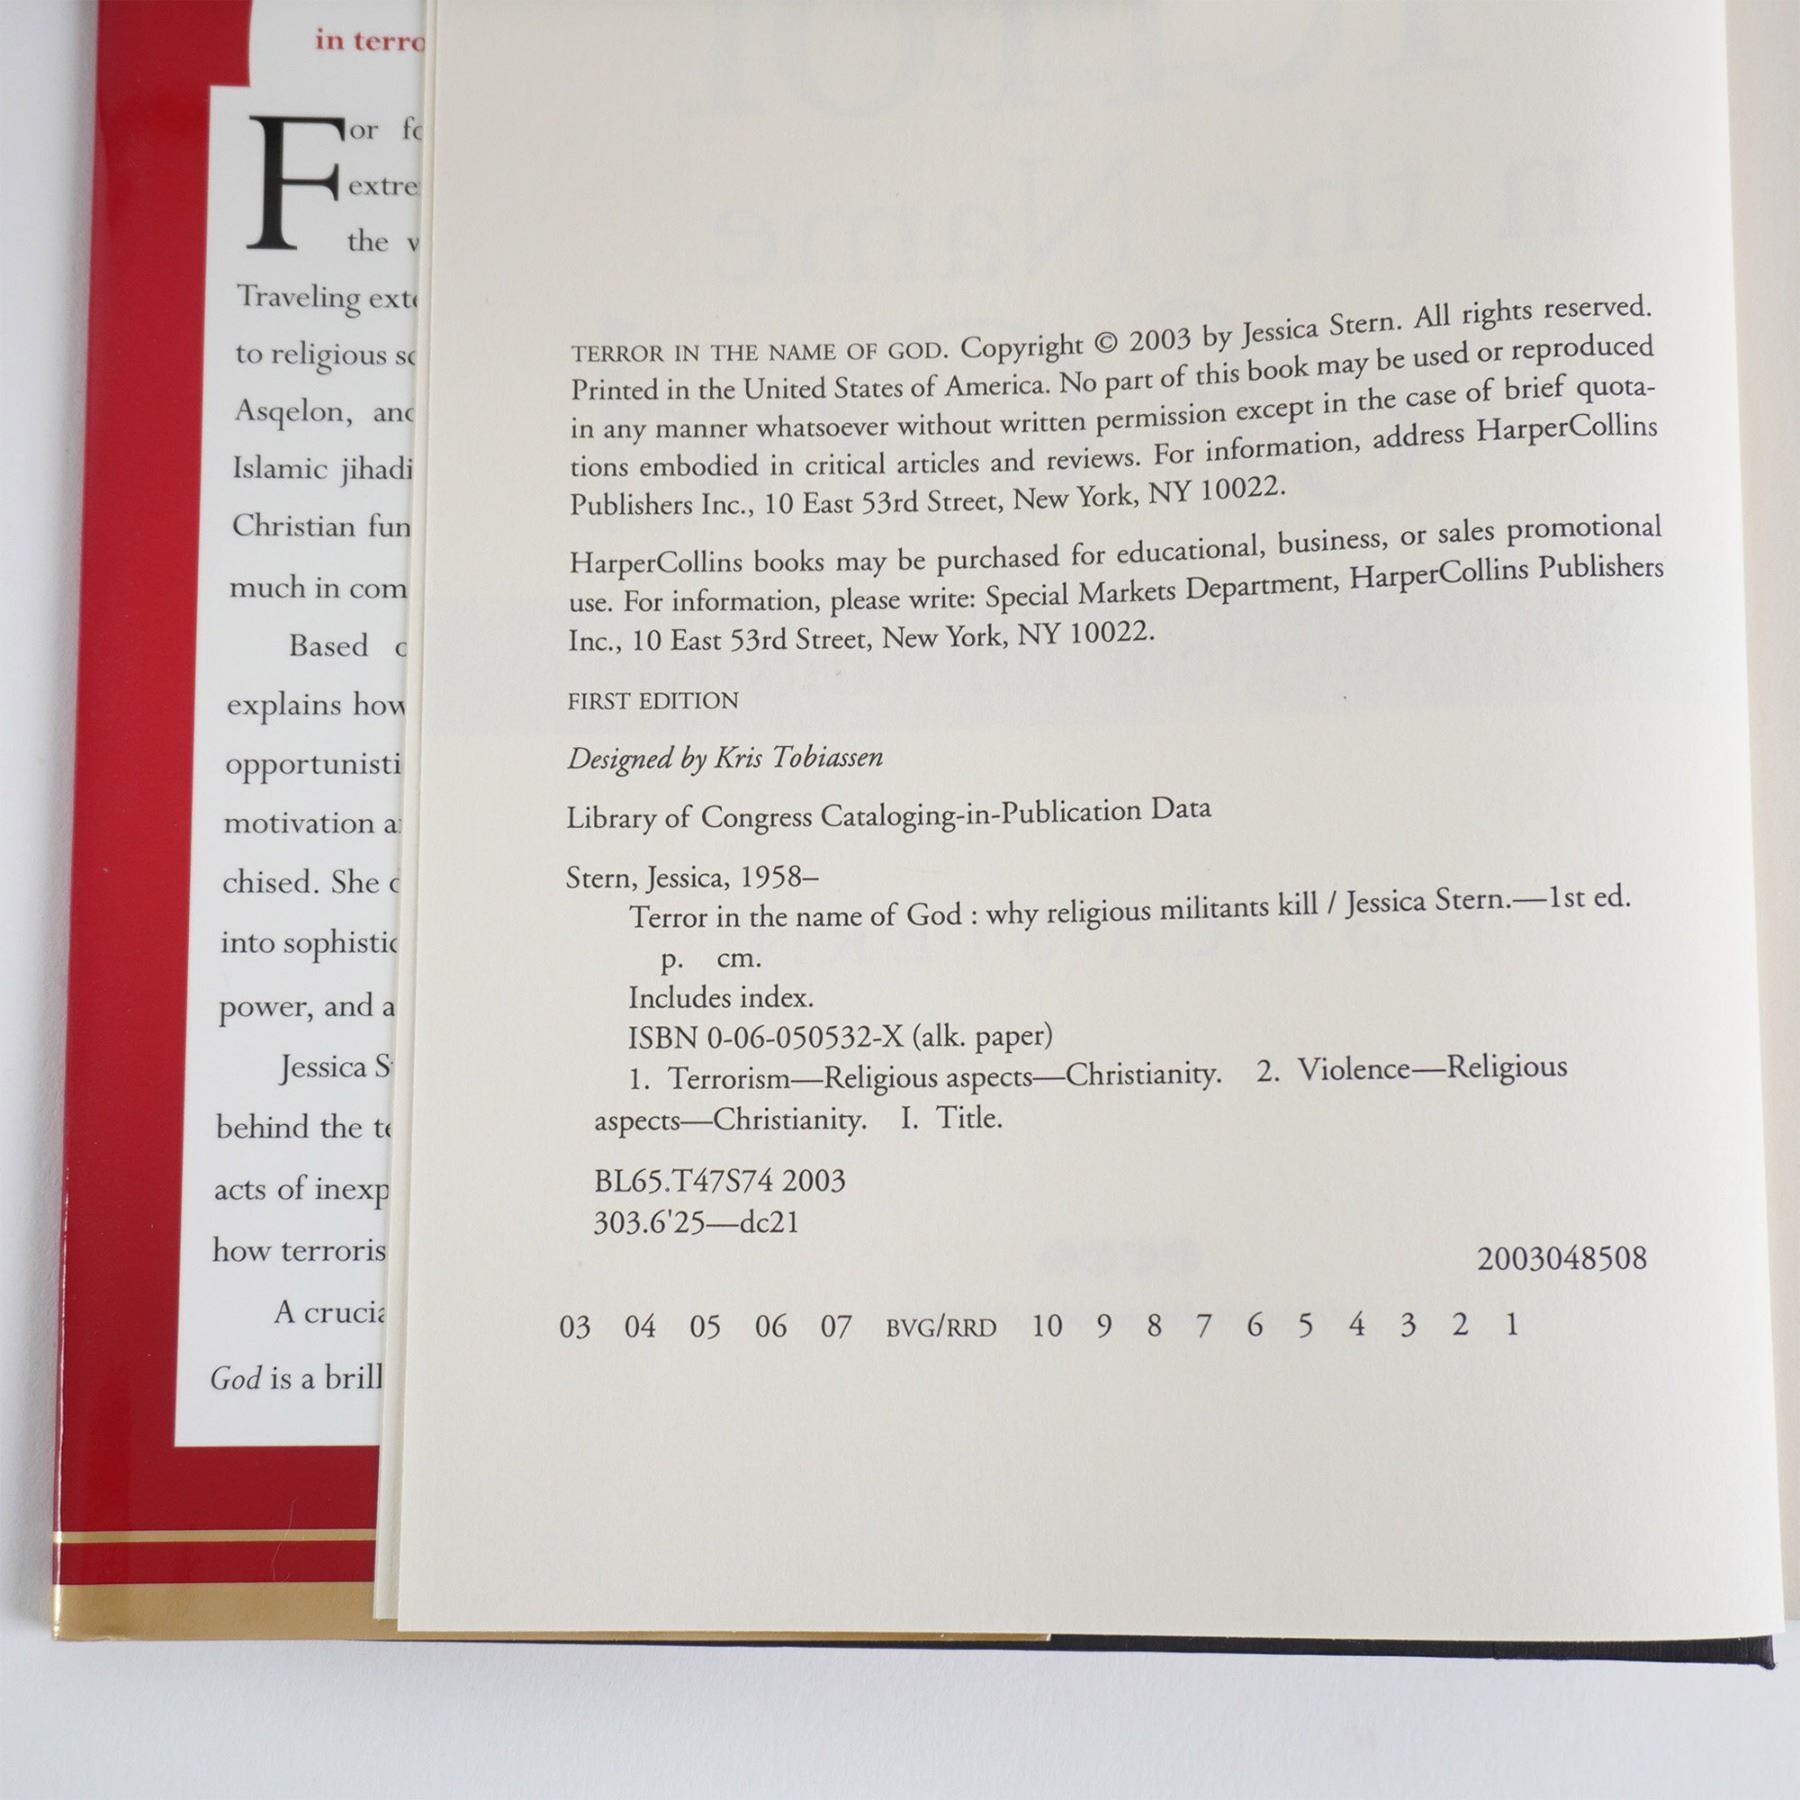 in terro
For fo
extre
the v
Traveling exte
to religious sc
Asqelon, and
Islamic jihadi
Christian fun
much in com
Based o
explains how
opportunisti
motivation a
chised. She
into sophistic
power, and a
Jessica S
behind the te
acts of inexp
how terroris
A crucia
God is a brill
TERROR IN THE NAME OF GOD. Copyright © 2003 by Jessica Stern. All rights reserved.
Printed in the United States of America. No part of this book may be used or reproduced
in any manner whatsoever without written permission except in the case of brief quota-
tions embodied in critical articles and reviews. For information, address HarperCollins
Publishers Inc., 10 East 53rd Street, New York, NY 10022.
HarperCollins books may be purchased for educational, business, or sales promotional
use. For information, please write: Special Markets Department, HarperCollins Publishers
Inc., 10 East 53rd Street, New York, NY 10022.
FIRST EDITION
Designed by Kris Tobiassen
Library of Congress Cataloging-in-Publication Data
Stern, Jessica, 1958–
Terror in the name of God : why religious militants kill / Jessica Stern.—1st ed.
p. cm.
Includes index.
ISBN 0-06-050532-X (alk. paper)
1. Terrorism—Religious aspects—Christianity. 2. Violence—Religious
aspects—Christianity. I. Title.
BL65.T47S74 2003
303.6'25—dc21
2003048508
03 04 05 06 07 BVG/RRD 10 9 8 7 6 5 4 3 2 1